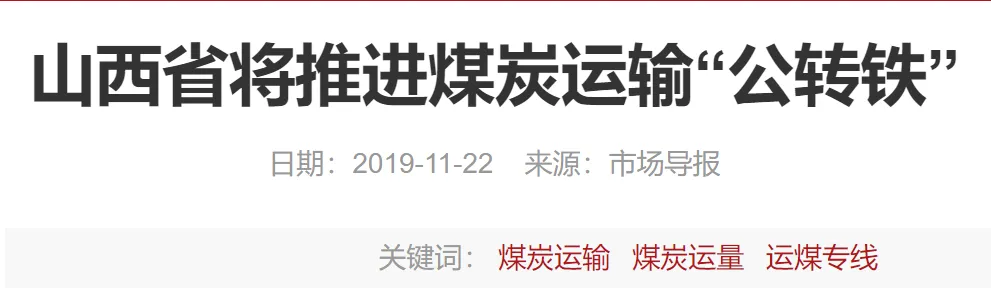 山西省将推进煤炭运输“公转铁”
日期：2019-11-22 来源：市场导报
关键词： 煤炭运输 煤炭运量 运煤专线